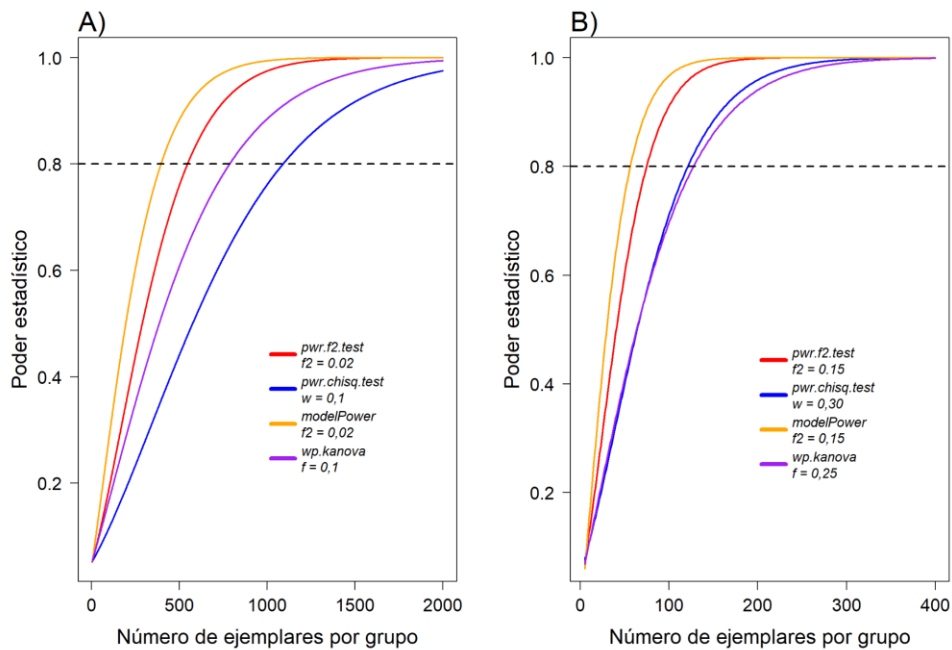 A)
Poder estadístico
1.0
0.8
0.6
0.4
0.2
pwr.f2.test
f2 = 0.02
pwr.chisq.test
w = 0,1
modelPower
f2 = 0,02
wp.kanova
f = 0,1
0
500
1000
1500
2000
Número de ejemplares por grupo
B)
Poder estadístico
1.0
0.8
0.6
0.4
0.2
pwr.f2.test
f2 = 0.15
pwr.chisq.test
w = 0,30
modelPower
f2 = 0,15
wp.kanova
f = 0,25
0
100
200
300
400
Número de ejemplares por grupo